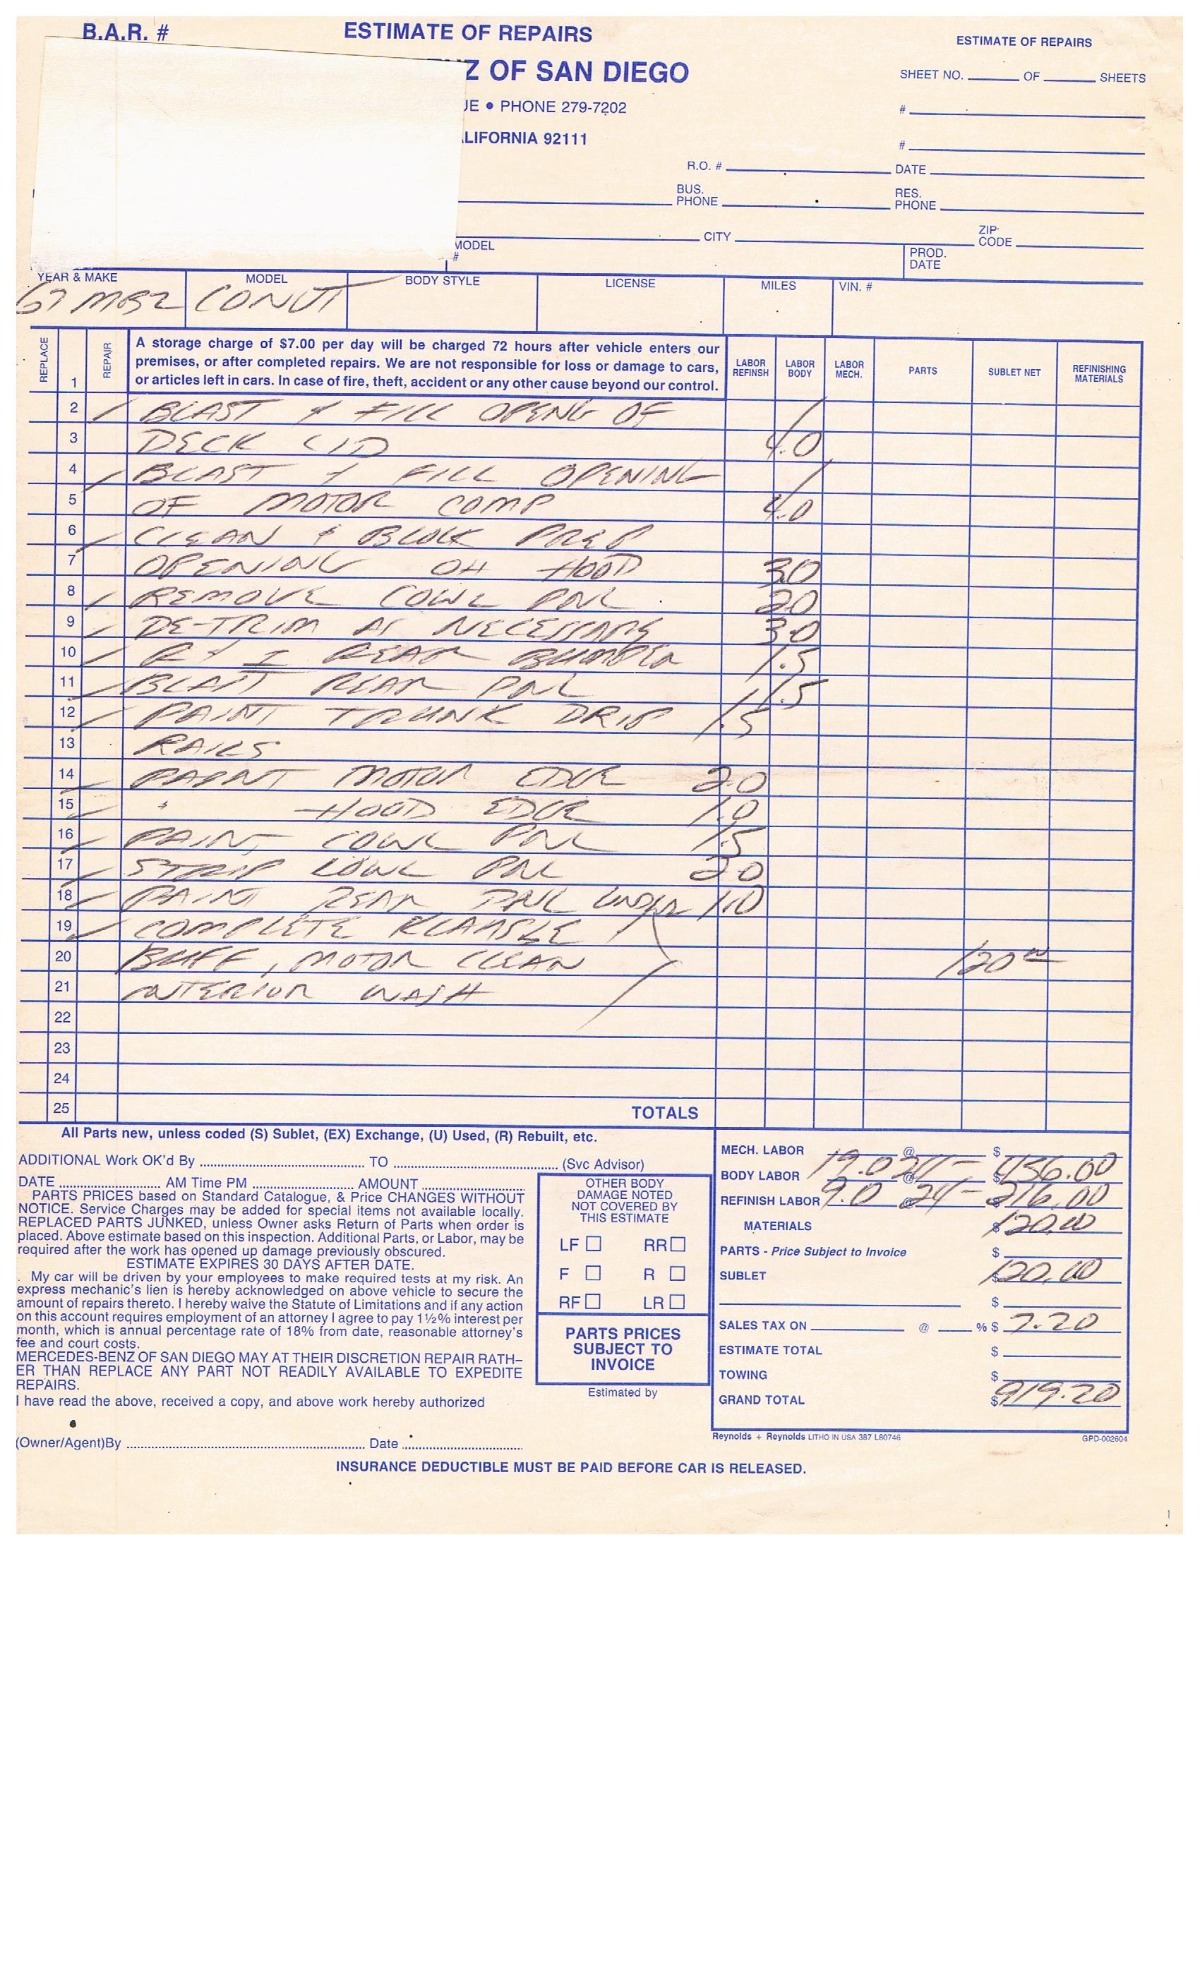 B.A.R. # ESTIMATE OF REPAIRS
ESTIMATE OF REPAIRS
Z OF SAN DIEGO
SHEET NO. OF SHEETS
UE • PHONE 279-7202
#
ALIFORNIA 92111
#
R.O. # DATE
BUS. PHONE RES. PHONE
CITY ZIP CODE
MODEL # PROD. DATE
YEAR & MAKE MODEL BODY STYLE LICENSE MILES VIN. #
67 MBZ CONVT
REPLACE 1 REPAIR
A storage charge of $7.00 per day will be charged 72 hours after vehicle enters our
premises, or after completed repairs. We are not responsible for loss or damage to cars,
or articles left in cars. In case of fire, theft, accident or any other cause beyond our control.
LABOR REFINSH LABOR BODY LABOR MECH. PARTS SUBLET NET REFINISHING MATERIALS
2 BLAST & FILL OPENG OF
3 DECK LID 4.0
4 BLAST & FILL OPENING
5 OF MOTOR COMP 4.0
6 CLEAN & BLOCK PREP
7 OPENING OH HOOD 3.0
8 REMOVE COWL PNL 2.0
9 DE-TRIM AS NECESSARY 3.0
10 R & I REAR BUMPER 1.5
11 BLAST REAR PNL 1.5
12 PAINT TRUNK DRIP 1.5
13 RAILS
14 PAINT MOTOR EDGE 2.0
15 " HOOD EDGE 1.0
16 PAINT COWL PNL 1.5
17 STRIP COWL PNL 2.0
18 PAINT REAR PNL UNDER 1.0
19 COMPLETE
20 BUFF, MOTOR CLEAN 120.00
21 INTERIOR WASH
22
23
24
25 TOTALS
All Parts new, unless coded (S) Sublet, (EX) Exchange, (U) Used, (R) Rebuilt, etc.
ADDITIONAL Work OK'd By TO (Svc Advisor)
DATE AM Time PM AMOUNT
PARTS PRICES based on Standard Catalogue, & Price CHANGES WITHOUT
NOTICE. Service Charges may be added for special items not available locally.
REPLACED PARTS JUNKED, unless Owner asks Return of Parts when order is
placed. Above estimate based on this inspection. Additional Parts, or Labor, may be
required after the work has opened up damage previously obscured.
ESTIMATE EXPIRES 30 DAYS AFTER DATE.
My car will be driven by your employees to make required tests at my risk. An
express mechanic's lien is hereby acknowledged on above vehicle to secure the
amount of repairs thereto. I hereby waive the Statute of Limitations and if any action
on this account requires employment of an attorney I agree to pay 1½% interest per
month, which is annual percentage rate of 18% from date, reasonable attorney's
fee and court costs.
MERCEDES-BENZ OF SAN DIEGO MAY AT THEIR DISCRETION REPAIR RATH-
ER THAN REPLACE ANY PART NOT READILY AVAILABLE TO EXPEDITE
REPAIRS.
I have read the above, received a copy, and above work hereby authorized
(Owner/Agent)By Date
OTHER BODY
DAMAGE NOTED
NOT COVERED BY
THIS ESTIMATE
LF RR
F R
RF LR
PARTS PRICES
SUBJECT TO
INVOICE
Estimated by
MECH. LABOR @ $
BODY LABOR 19.0 @ 24– $ 456.00
REFINISH LABOR 9.0 @ 24– $ 216.00
MATERIALS $ 120.00
PARTS - Price Subject to Invoice $
SUBLET $ 120.00
$
SALES TAX ON @ % $ 7.20
ESTIMATE TOTAL $
TOWING $
GRAND TOTAL $ 919.20
Reynolds + Reynolds LITHO IN USA 387 L80746 GPD-002604
INSURANCE DEDUCTIBLE MUST BE PAID BEFORE CAR IS RELEASED.